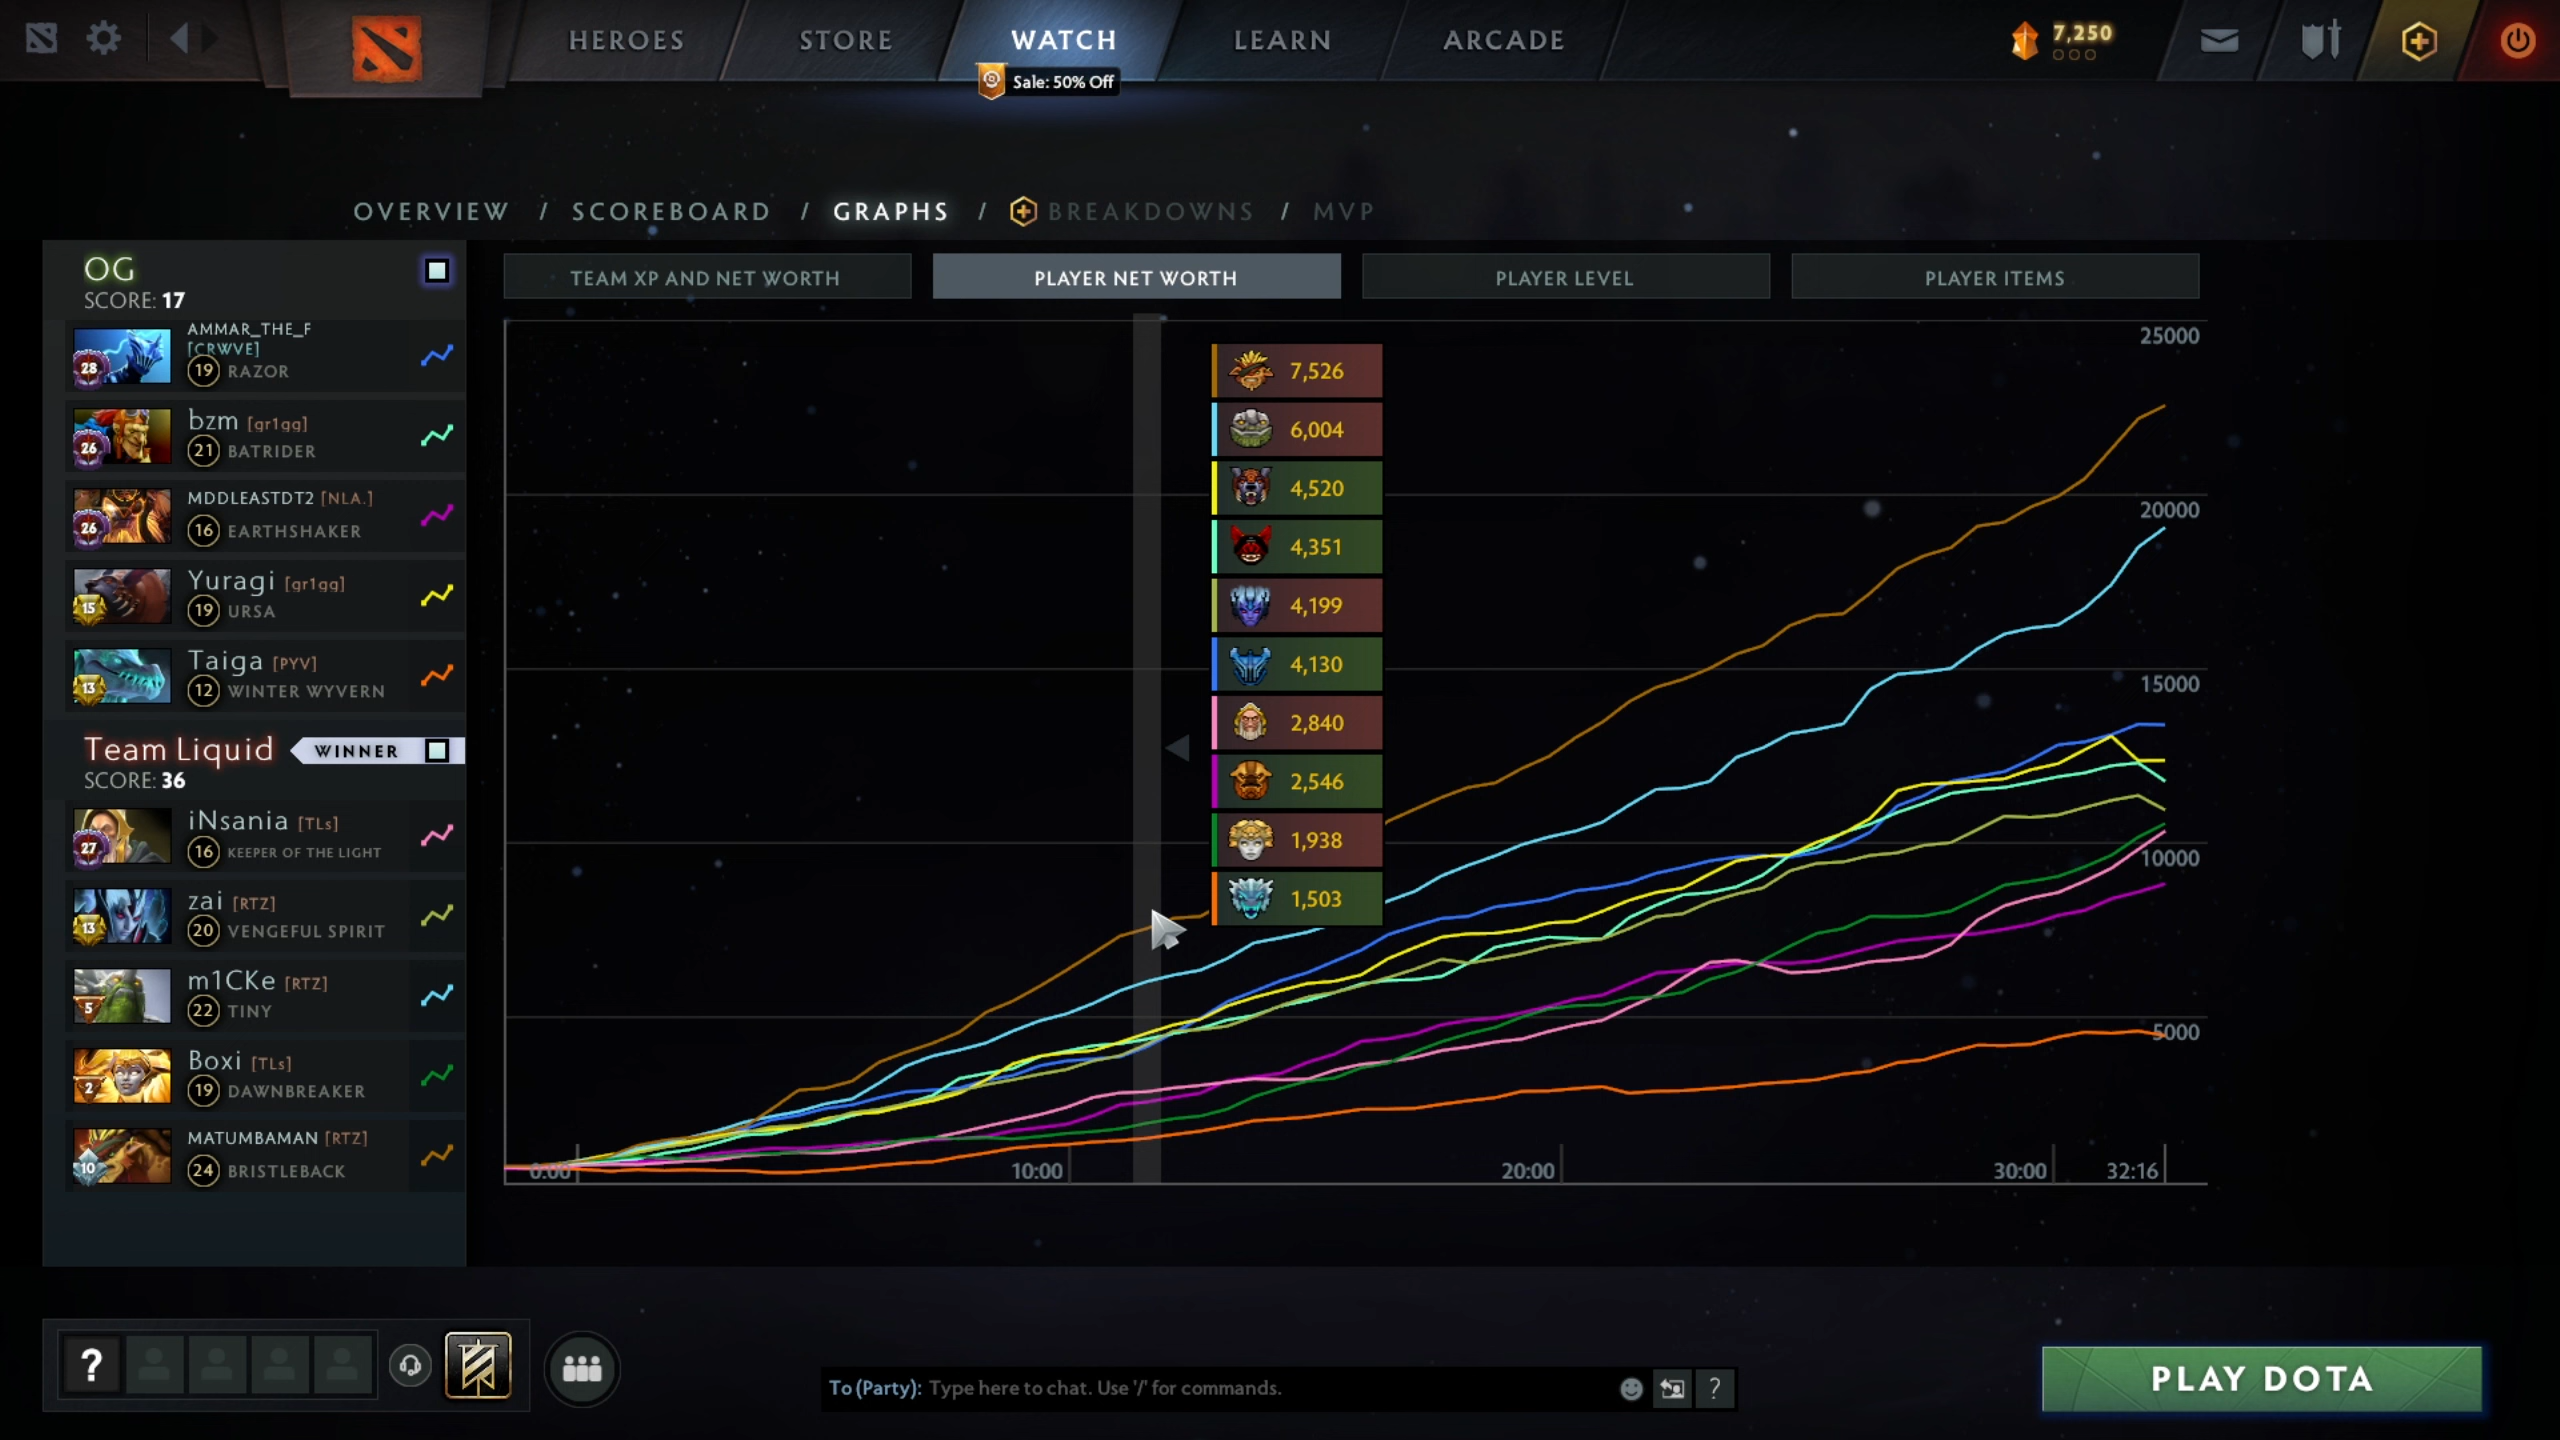 HEROES
STORE
WATCH
LEARN
ARCADE
7,250
Sale: 50% Off
OVERVIEW / SCOREBOARD / GRAPHS / BREAKDOWNS / MVP
OG
SCORE: 17
28
AMMAR_THE_F
[CRWVE]
19 RAZOR
26
bzm [gr1gg]
21 BATRIDER
26
MDDLEASTDT2 [NLA.]
16 EARTHSHAKER
15
Yuragi [gr1gg]
19 URSA
13
Taiga [PYV]
12 WINTER WYVERN
Team Liquid
WINNER
SCORE: 36
27
iNsania [TLs]
16 KEEPER OF THE LIGHT
13
zai [RTZ]
20 VENGEFUL SPIRIT
5
m1CKe [RTZ]
22 TINY
2
Boxi [TLs]
19 DAWNBREAKER
10
MATUMBAMAN [RTZ]
24 BRISTLEBACK
TEAM XP AND NET WORTH
PLAYER NET WORTH
PLAYER LEVEL
PLAYER ITEMS
7,526
6,004
4,520
4,351
4,199
4,130
2,840
2,546
1,938
1,503
25000
20000
15000
10000
5000
0:00
10:00
20:00
30:00
32:16
?
To (Party): Type here to chat. Use '/' for commands.
?
PLAY DOTA